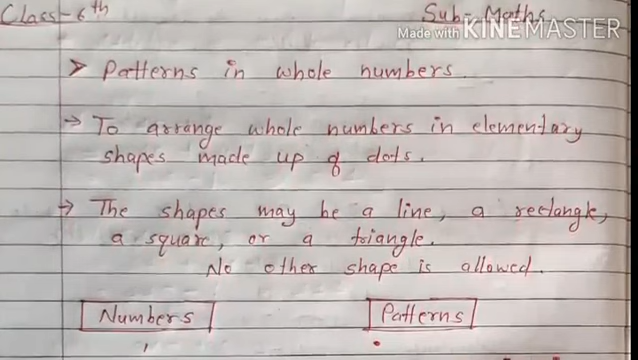 Class-6th
Sub- Maths
Made with KINEMASTER
➤ Patterns in whole numbers.
→ To arrange whole numbers in elementary
shapes made up of dots.
→ The shapes may be a line, a rectangle,
a square, or a triangle.
No other shape is allowed.
Numbers
Patterns
1